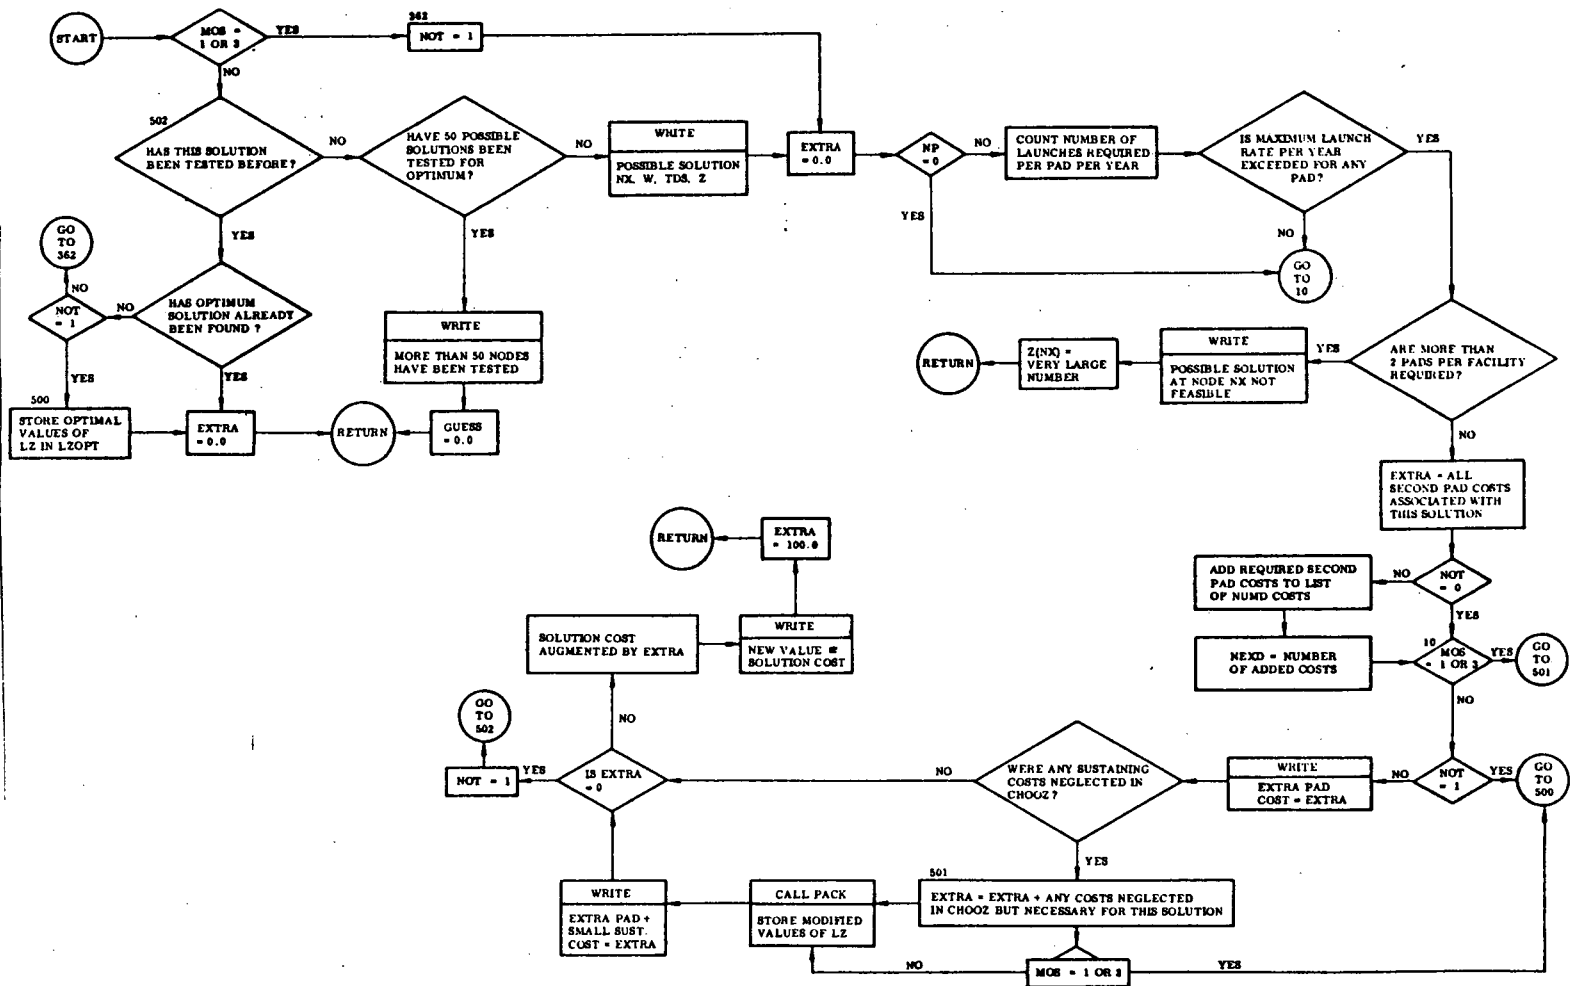 START
MOS =
1 OR 3
YES
362
NOT = 1
NO
502
HAS THIS SOLUTION
BEEN TESTED BEFORE?
NO
HAVE 50 POSSIBLE
SOLUTIONS BEEN
TESTED FOR
OPTIMUM?
NO
WRITE
POSSIBLE SOLUTION
NX, W, TDS, Z
EXTRA
= 0.0
NP
= 0
NO
COUNT NUMBER OF
LAUNCHES REQUIRED
PER PAD PER YEAR
IS MAXIMUM LAUNCH
RATE PER YEAR
EXCEEDED FOR ANY
PAD?
YES
YES
NO
GO
TO
10
YES
YES
GO
TO
362
NO
NOT
= 1
NO
HAS OPTIMUM
SOLUTION ALREADY
BEEN FOUND ?
WRITE
MORE THAN 50 NODES
HAVE BEEN TESTED
YES
YES
500
STORE OPTIMAL
VALUES OF
LZ IN LZOPT
EXTRA
= 0.0
RETURN
GUESS
= 0.0
RETURN
Z(NX) =
VERY LARGE
NUMBER
WRITE
POSSIBLE SOLUTION
AT NODE NX NOT
FEASIBLE
YES
ARE MORE THAN
2 PADS PER FACILITY
REQUIRED?
NO
EXTRA = ALL
SECOND PAD COSTS
ASSOCIATED WITH
THIS SOLUTION
RETURN
EXTRA
= 100.0
ADD REQUIRED SECOND
PAD COSTS TO LIST
OF NUMD COSTS
NO
NOT
= 0
YES
SOLUTION COST
AUGMENTED BY EXTRA
WRITE
NEW VALUE =
SOLUTION COST
NEXD = NUMBER
OF ADDED COSTS
10
MOS
= 1 OR 3
YES
GO
TO
501
NO
NO
GO
TO
502
NOT = 1
YES
IS EXTRA
= 0
NO
WERE ANY SUSTAINING
COSTS NEGLECTED IN
CHOOZ?
WRITE
EXTRA PAD
COST = EXTRA
NO
NOT
= 1
YES
GO
TO
500
YES
501
WRITE
EXTRA PAD +
SMALL SUST.
COST = EXTRA
CALL PACK
STORE MODIFIED
VALUES OF LZ
EXTRA = EXTRA + ANY COSTS NEGLECTED
IN CHOOZ BUT NECESSARY FOR THIS SOLUTION
NO
MOS = 1 OR 3
YES